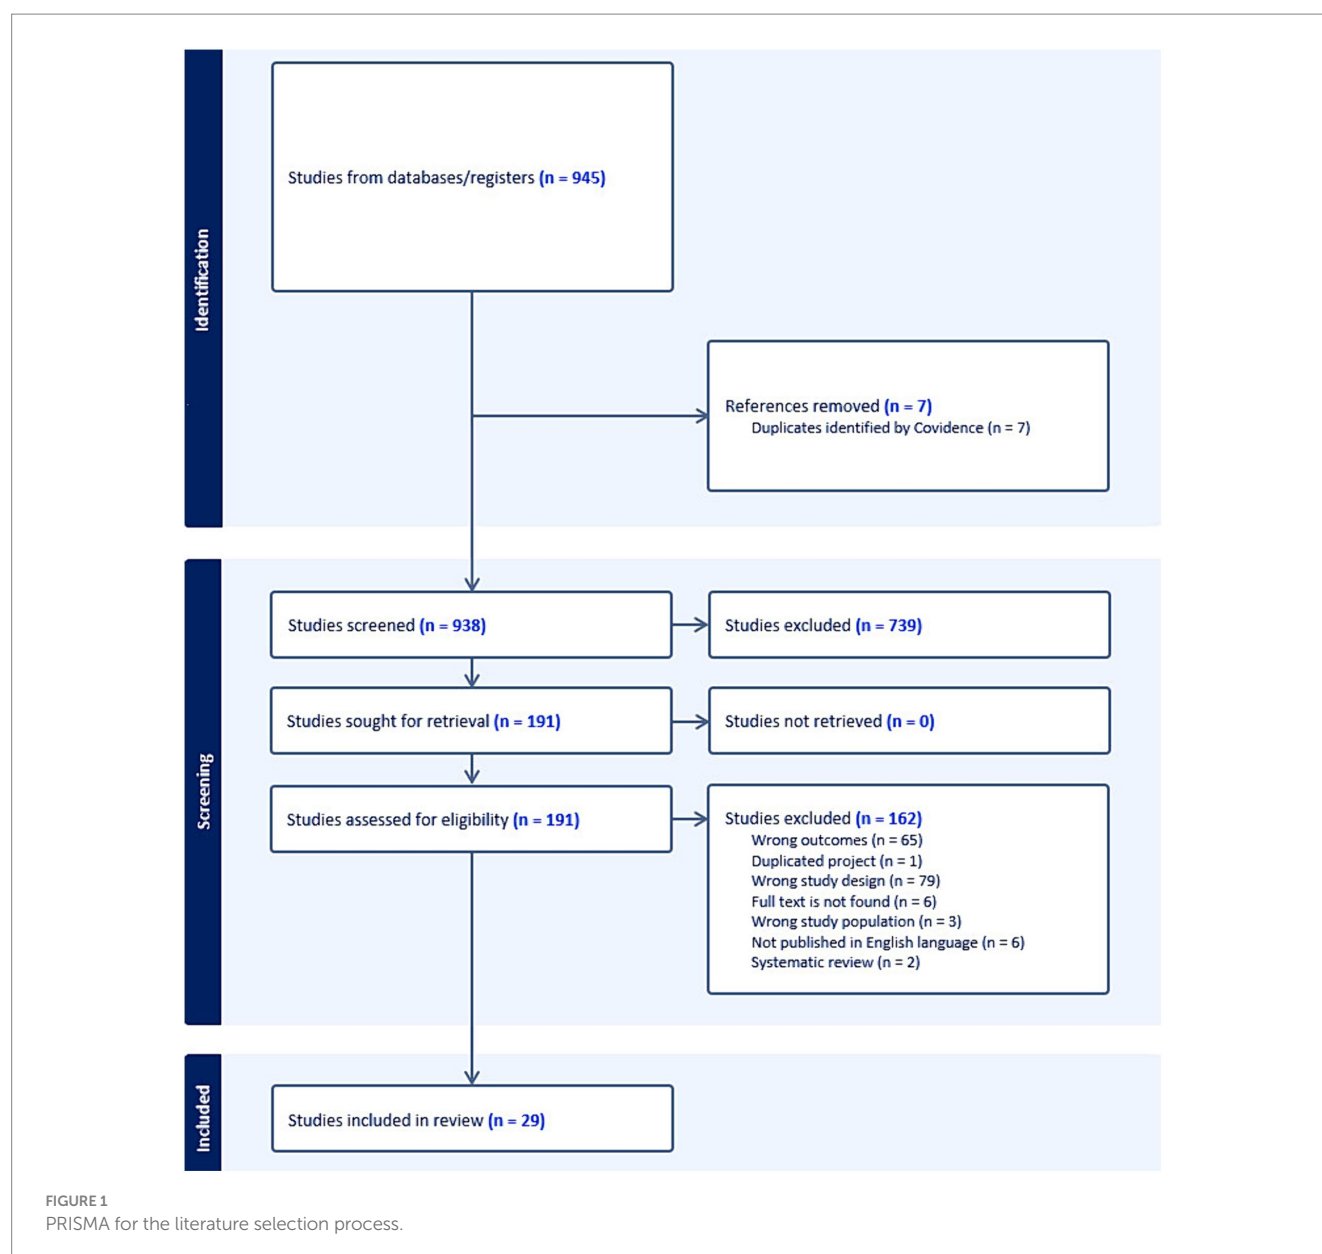 Identification
Studies from databases/registers (n = 945)
References removed (n = 7)
Duplicates identified by Covidence (n = 7)
Screening
Studies screened (n = 938)
Studies excluded (n = 739)
Studies sought for retrieval (n = 191)
Studies not retrieved (n = 0)
Studies assessed for eligibility (n = 191)
Studies excluded (n = 162)
Wrong outcomes (n = 65)
Duplicated project (n = 1)
Wrong study design (n = 79)
Full text is not found (n = 6)
Wrong study population (n = 3)
Not published in English language (n = 6)
Systematic review (n = 2)
Included
Studies included in review (n = 29)
FIGURE 1
PRISMA for the literature selection process.